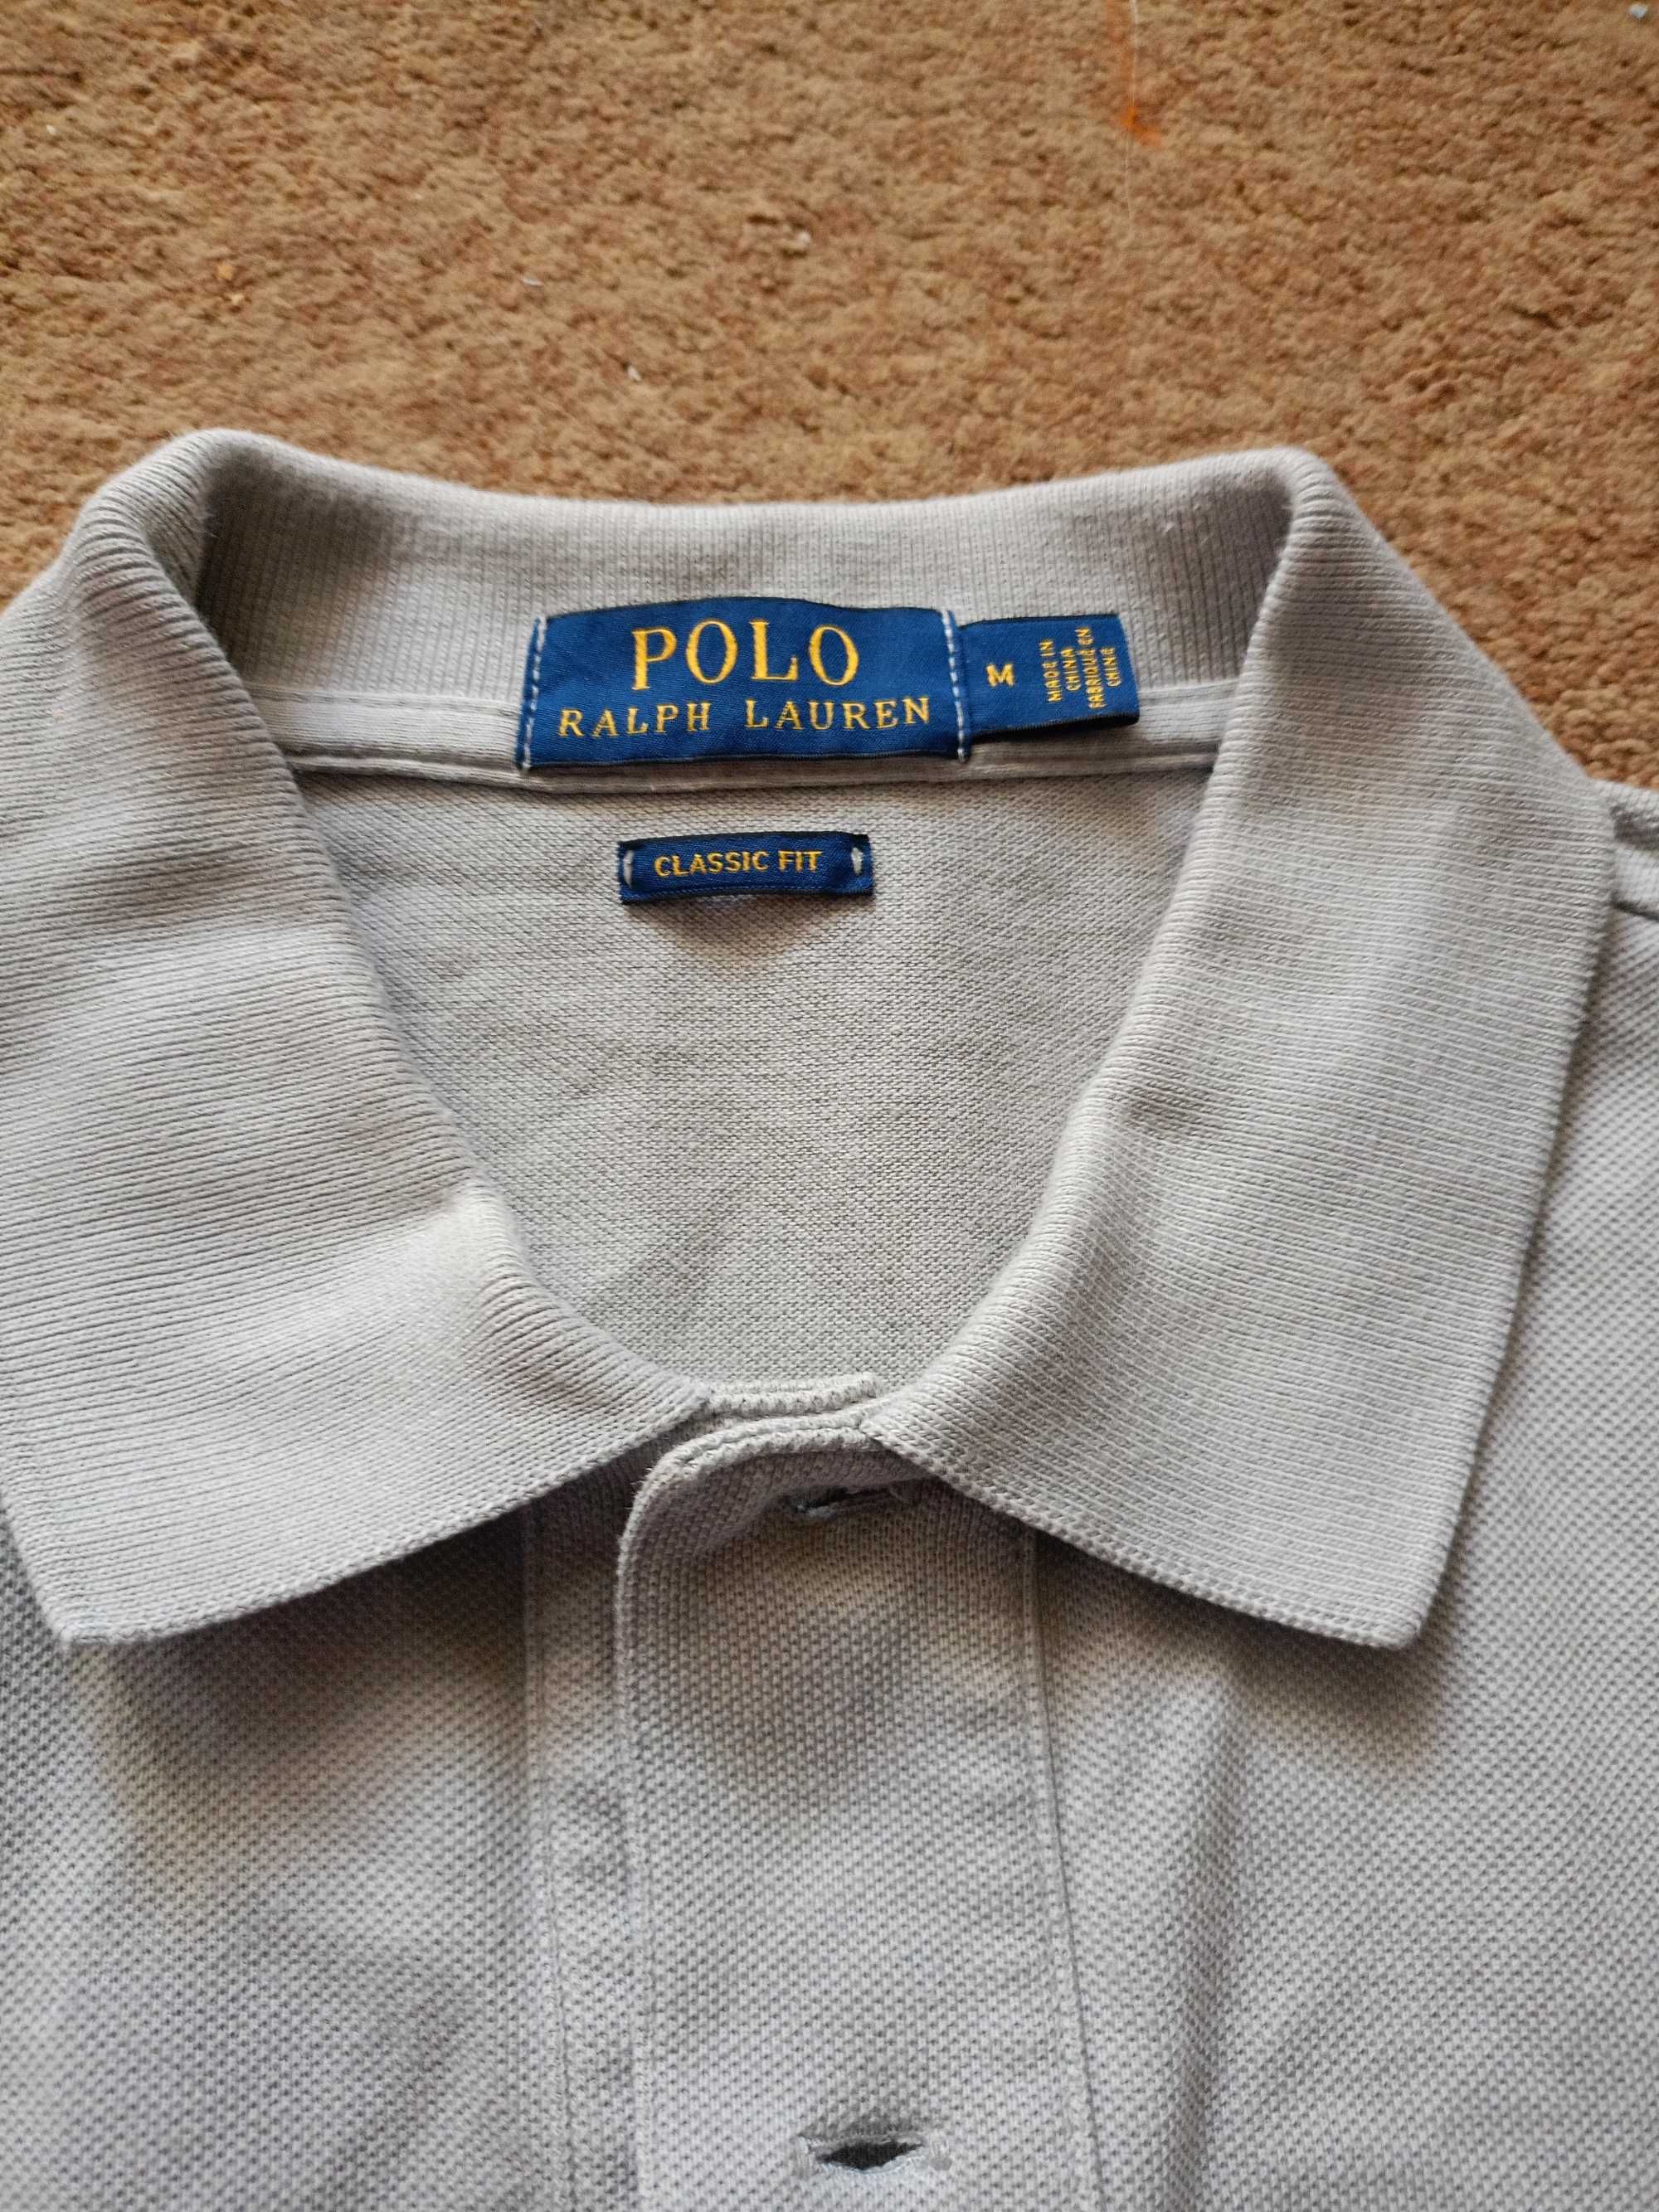 POLO
RALPH LAUREN
M
MADE IN
CHINA
FABRIQUÉ EN
CHINE
CLASSIC FIT